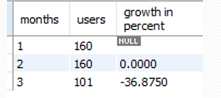 months users growth in
percent
1 160 NULL
2 160 0.0000
3 101 -36.8750